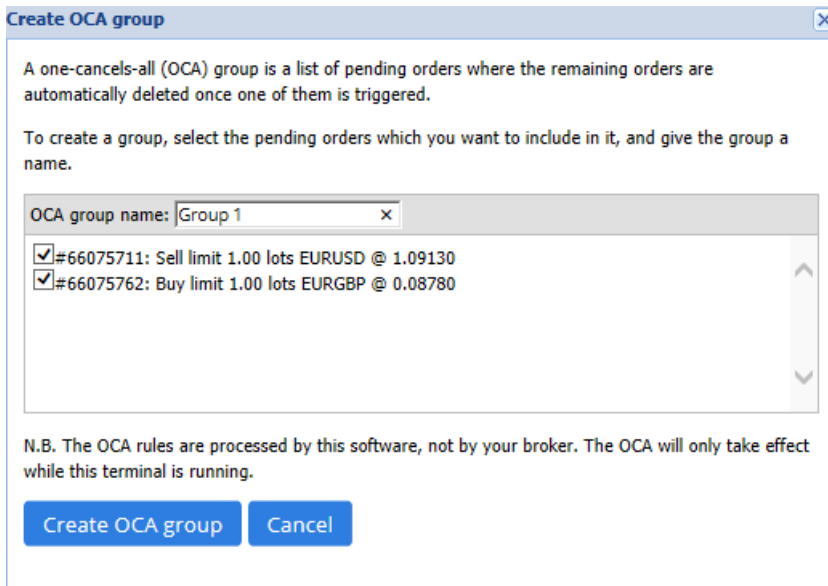 Create OCA group
A one-cancels-all (OCA) group is a list of pending orders where the remaining orders are
automatically deleted once one of them is triggered.
To create a group, select the pending orders which you want to include in it, and give the group a
name.
OCA group name: Group 1
#66075711: Sell limit 1.00 lots EURUSD @ 1.09130
#66075762: Buy limit 1.00 lots EURGBP @ 0.08780
N.B. The OCA rules are processed by this software, not by your broker. The OCA will only take effect
while this terminal is running.
Create OCA group Cancel